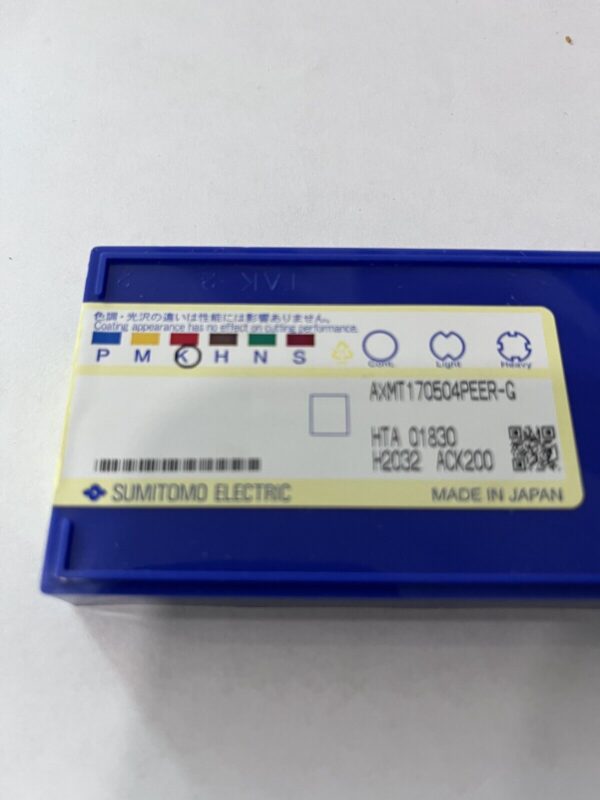 色調・光沢の違いは性能には影響ありません。
Coating appearance has no effect on cutting performance.
P M K H N S
Cont. Light Heavy
AXMT170504PEER-G
HTA 01830
H2032 ACK200
SUMITOMO ELECTRIC
MADE IN JAPAN